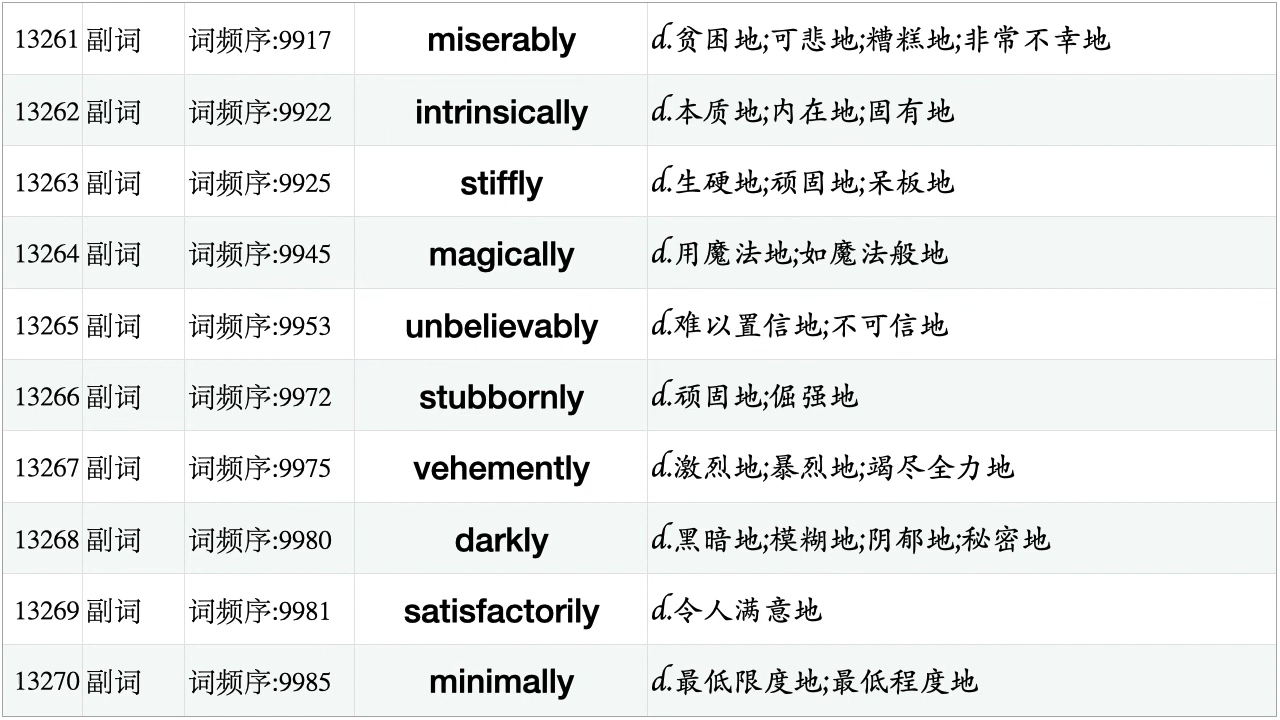 13261 副词 词频序:9917 miserably d.贫困地;可悲地;糟糕地;非常不幸地
13262 副词 词频序:9922 intrinsically d.本质地;内在地;固有地
13263 副词 词频序:9925 stiffly d.生硬地;顽固地;呆板地
13264 副词 词频序:9945 magically d.用魔法地;如魔法般地
13265 副词 词频序:9953 unbelievably d.难以置信地;不可信地
13266 副词 词频序:9972 stubbornly d.顽固地;倔强地
13267 副词 词频序:9975 vehemently d.激烈地;暴烈地;竭尽全力地
13268 副词 词频序:9980 darkly d.黑暗地;模糊地;阴郁地;秘密地
13269 副词 词频序:9981 satisfactorily d.令人满意地
13270 副词 词频序:9985 minimally d.最低限度地;最低程度地